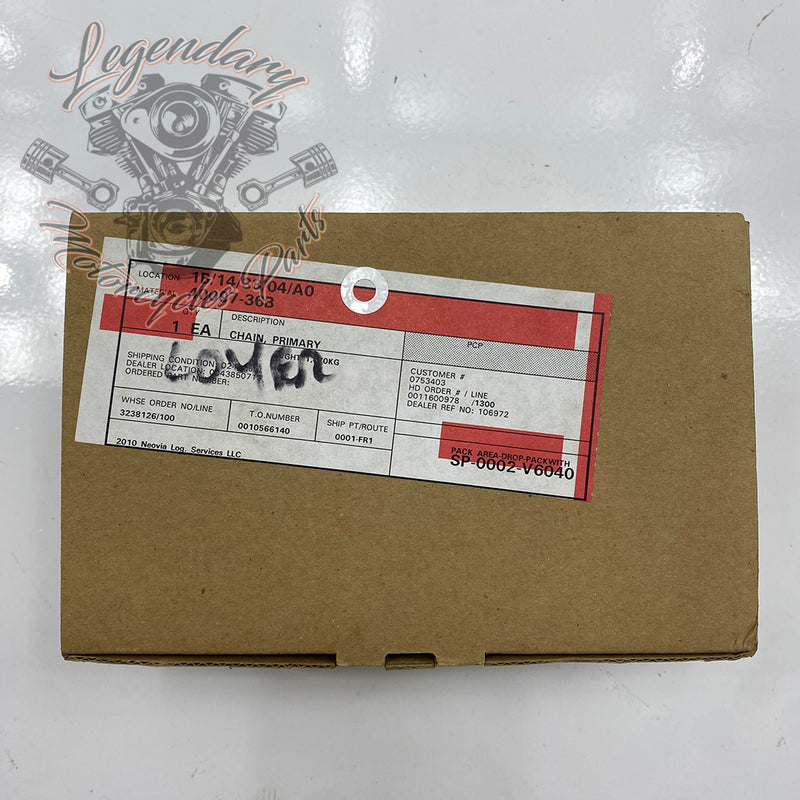 Legendary
Motorcycles Parts
LOCATION 1B/14/ /04/A0
MATERIAL 40097-36B
1 EA
DESCRIPTION
CHAIN, PRIMARY
PCP
SHIPPING CONDITION:
DEALER LOCATION:
ORDERED PART NUMBER:
CUSTOMER #
0753403
HD ORDER # / LINE
0011600978 /1300
DEALER REF NO: 106972
WHSE ORDER NO/LINE
3238126/100
T.O.NUMBER
0010566140
SHIP PT/ROUTE
0001-FR1
PACK AREA-DROP-PACKWITH
SP-0002-V6040
2010 Neovia Log. Services LLC